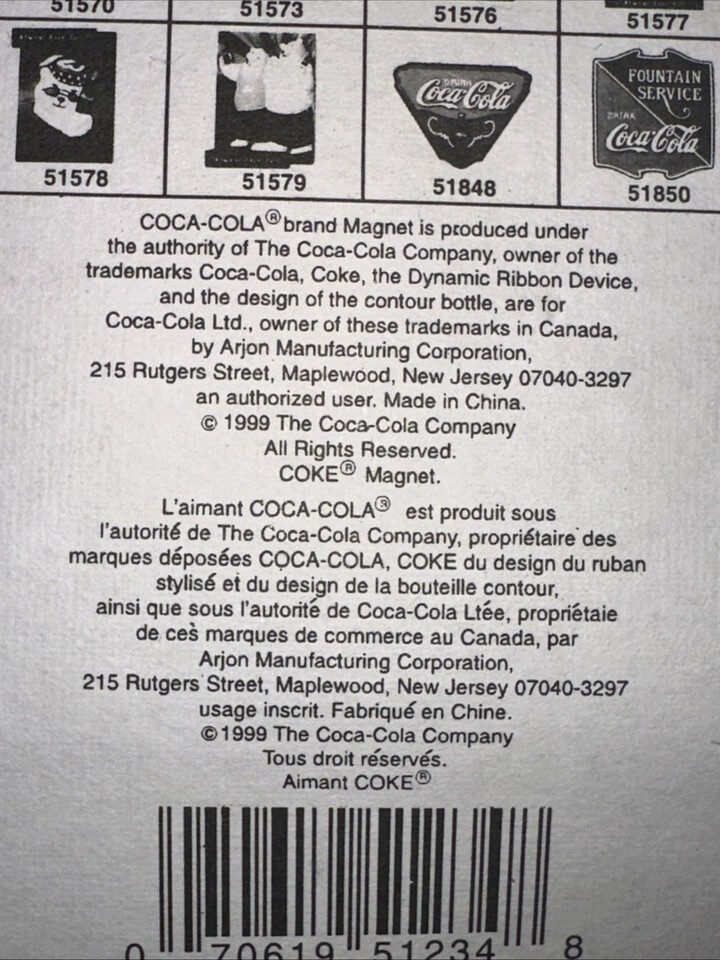 51570 51573 51576 51577
DRINK
Coca-Cola
FOUNTAIN
SERVICE
DRINK
Coca-Cola
51578 51579 51848 51850
COCA-COLA® brand Magnet is produced under
the authority of The Coca-Cola Company, owner of the
trademarks Coca-Cola, Coke, the Dynamic Ribbon Device,
and the design of the contour bottle, are for
Coca-Cola Ltd., owner of these trademarks in Canada,
by Arjon Manufacturing Corporation,
215 Rutgers Street, Maplewood, New Jersey 07040-3297
an authorized user. Made in China.
© 1999 The Coca-Cola Company
All Rights Reserved.
COKE® Magnet.
L'aimant COCA-COLA® est produit sous
l'autorité de The Coca-Cola Company, propriétaire des
marques déposées COCA-COLA, COKE du design du ruban
stylisé et du design de la bouteille contour,
ainsi que sous l'autorité de Coca-Cola Ltée, propriétaie
de ces marques de commerce au Canada, par
Arjon Manufacturing Corporation,
215 Rutgers Street, Maplewood, New Jersey 07040-3297
usage inscrit. Fabriqué en Chine.
©1999 The Coca-Cola Company
Tous droit réservés.
Aimant COKE®
0 70619 51234 8